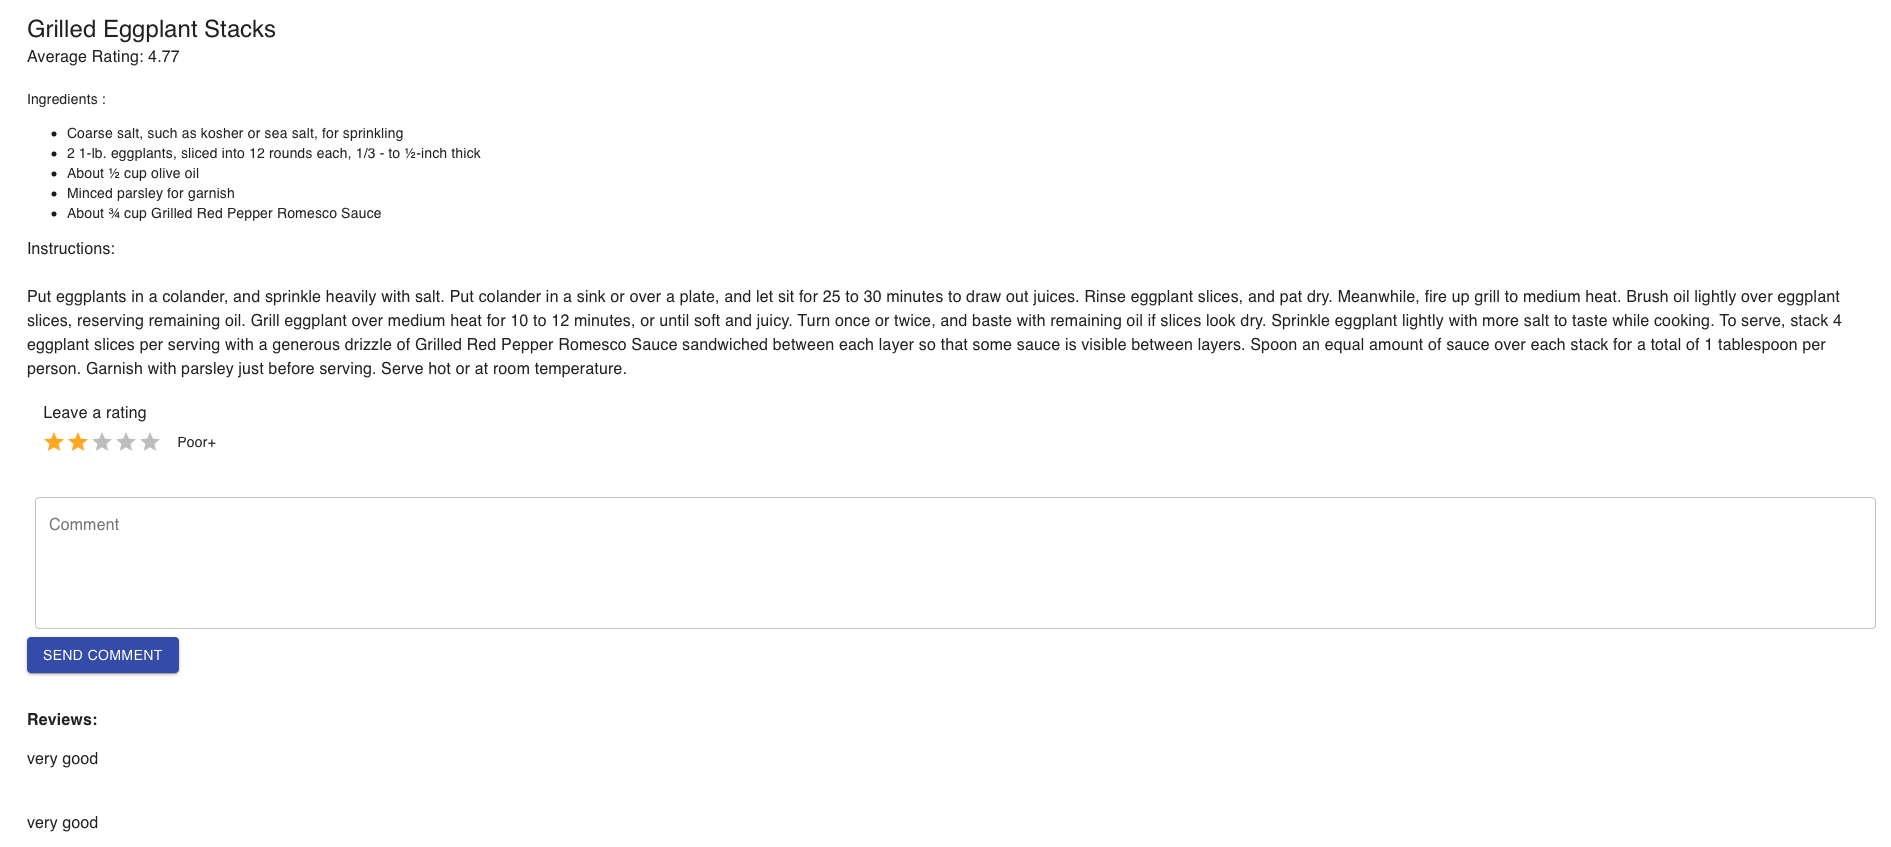 Grilled Eggplant Stacks
Average Rating: 4.77
Ingredients :
Coarse salt, such as kosher or sea salt, for sprinkling
2 1-lb. eggplants, sliced into 12 rounds each, 1/3 - to ½-inch thick
About ½ cup olive oil
Minced parsley for garnish
About ¾ cup Grilled Red Pepper Romesco Sauce
Instructions:
Put eggplants in a colander, and sprinkle heavily with salt. Put colander in a sink or over a plate, and let sit for 25 to 30 minutes to draw out juices. Rinse eggplant slices, and pat dry. Meanwhile, fire up grill to medium heat. Brush oil lightly over eggplant
slices, reserving remaining oil. Grill eggplant over medium heat for 10 to 12 minutes, or until soft and juicy. Turn once or twice, and baste with remaining oil if slices look dry. Sprinkle eggplant lightly with more salt to taste while cooking. To serve, stack 4
eggplant slices per serving with a generous drizzle of Grilled Red Pepper Romesco Sauce sandwiched between each layer so that some sauce is visible between layers. Spoon an equal amount of sauce over each stack for a total of 1 tablespoon per
person. Garnish with parsley just before serving. Serve hot or at room temperature.
Leave a rating
Poor+
Comment
SEND COMMENT
Reviews:
very good
very good